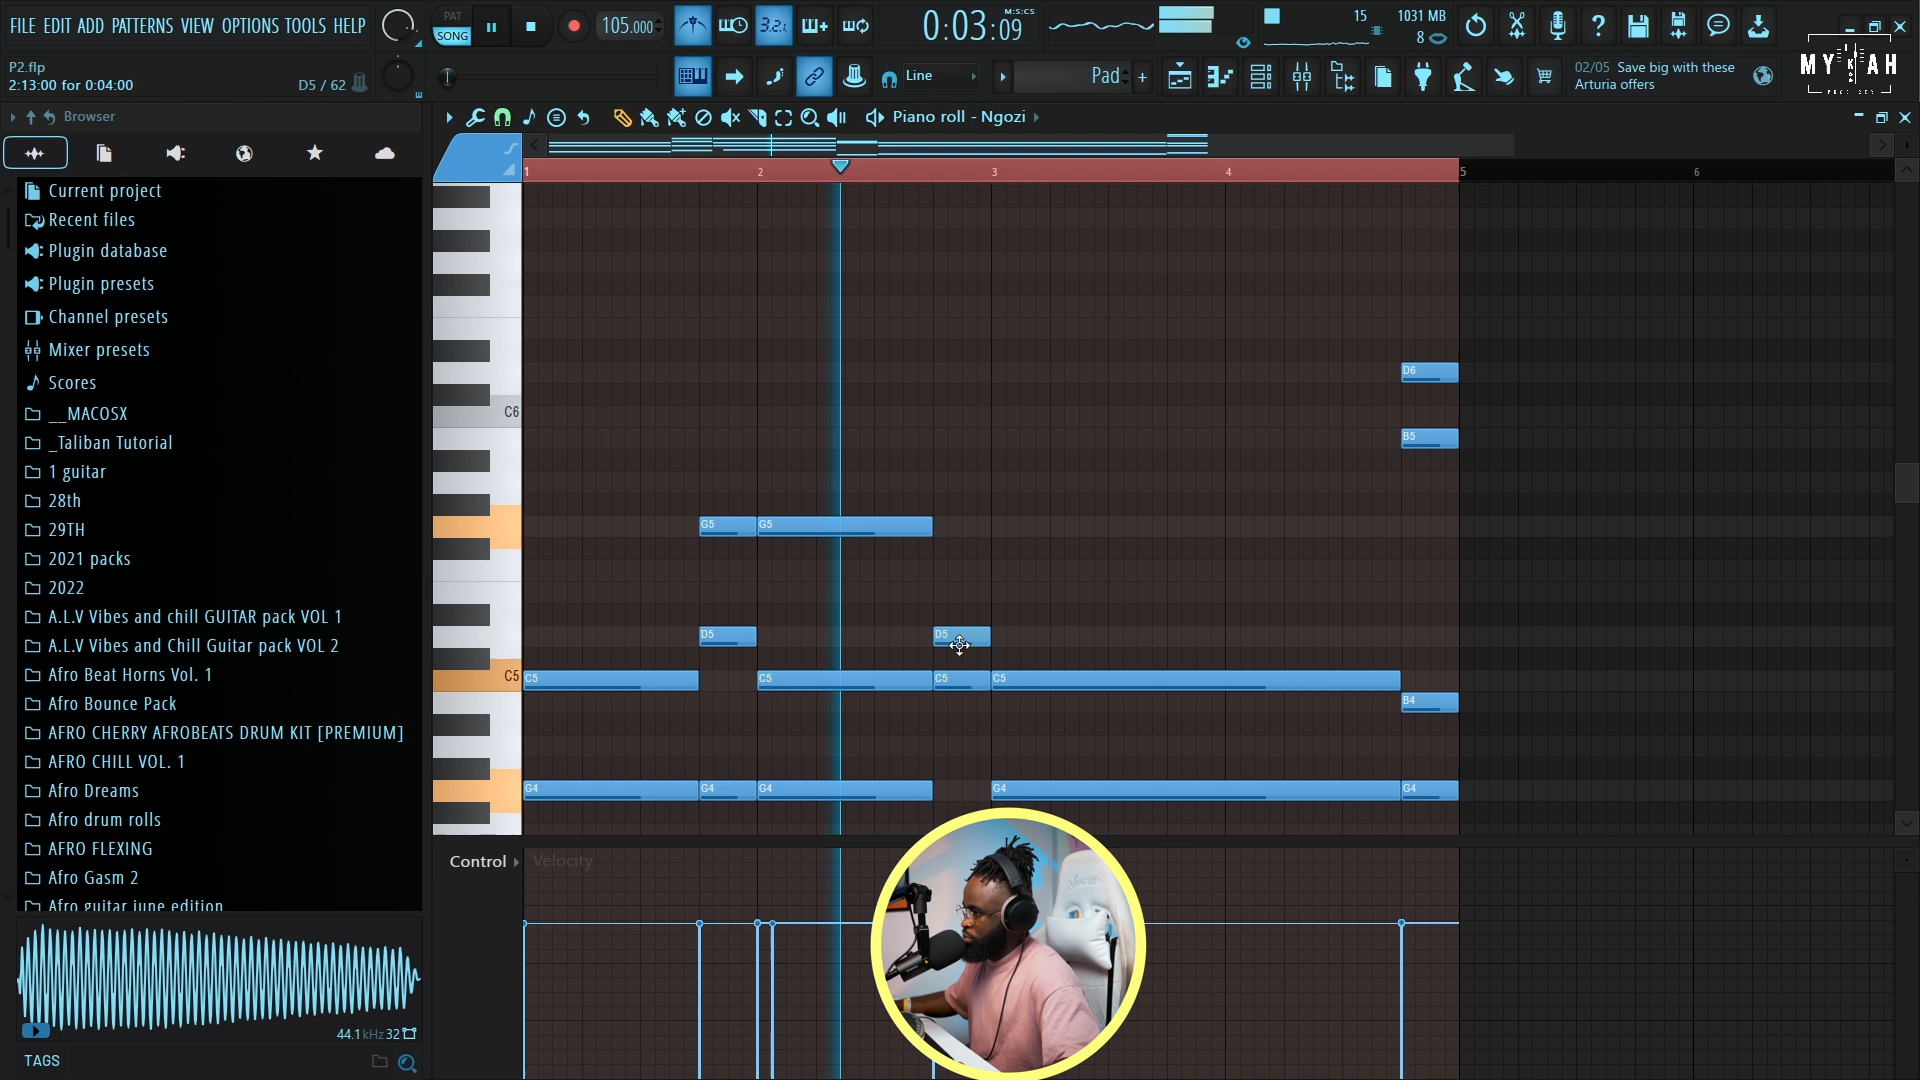 FILE EDIT ADD PATTERNS VIEW OPTIONS TOOLS HELP
PAT
SONG
105.000
3.2.1
0:03:09
M:S:CS
15
1031 MB
8
P2.flp
2:13:00 for 0:04:00
D5 / 62
Line
Pad
02/05 Save big with these
Arturia offers
MYKAH
Browser
Piano roll - Ngozi
1 2 3 4 5 6
Current project
Recent files
Plugin database
Plugin presets
Channel presets
Mixer presets
Scores
__MACOSX
_Taliban Tutorial
1 guitar
28th
29TH
2021 packs
2022
A.L.V Vibes and chill GUITAR pack VOL 1
A.L.V Vibes and Chill Guitar pack VOL 2
Afro Beat Horns Vol. 1
Afro Bounce Pack
AFRO CHERRY AFROBEATS DRUM KIT [PREMIUM]
AFRO CHILL VOL. 1
Afro Dreams
Afro drum rolls
AFRO FLEXING
Afro Gasm 2
Afro guitar june edition
44.1kHz 32
TAGS
D6
C6
B5
G5 G5
D5 D5
C5 C5 C5 C5 C5
B4
G4 G4 G4 G4 G4
Control
Velocity